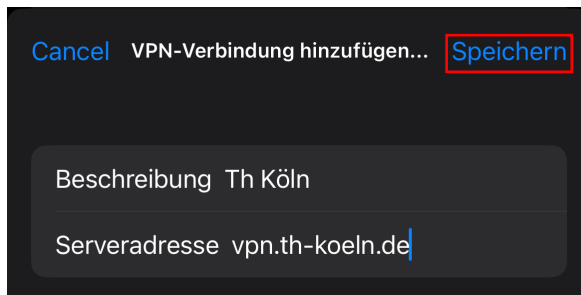 Cancel VPN-Verbindung hinzufügen... Speichern
Beschreibung Th Köln
Serveradresse vpn.th-koeln.de